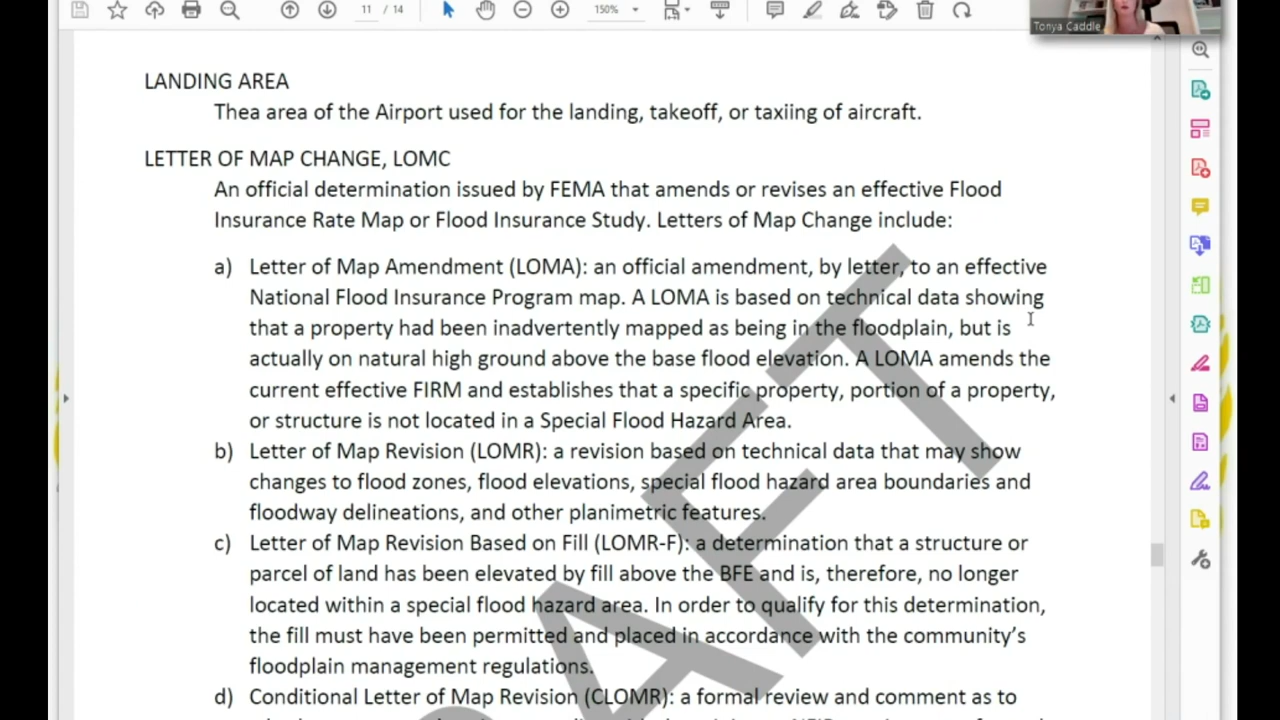 11 / 14
150%
Tonya Caddle
LANDING AREA
Thea area of the Airport used for the landing, takeoff, or taxiing of aircraft.
LETTER OF MAP CHANGE, LOMC
An official determination issued by FEMA that amends or revises an effective Flood
Insurance Rate Map or Flood Insurance Study. Letters of Map Change include:
a) Letter of Map Amendment (LOMA): an official amendment, by letter, to an effective
National Flood Insurance Program map. A LOMA is based on technical data showing
that a property had been inadvertently mapped as being in the floodplain, but is
actually on natural high ground above the base flood elevation. A LOMA amends the
current effective FIRM and establishes that a specific property, portion of a property,
or structure is not located in a Special Flood Hazard Area.
b) Letter of Map Revision (LOMR): a revision based on technical data that may show
changes to flood zones, flood elevations, special flood hazard area boundaries and
floodway delineations, and other planimetric features.
c) Letter of Map Revision Based on Fill (LOMR-F): a determination that a structure or
parcel of land has been elevated by fill above the BFE and is, therefore, no longer
located within a special flood hazard area. In order to qualify for this determination,
the fill must have been permitted and placed in accordance with the community's
floodplain management regulations.
d) Conditional Letter of Map Revision (CLOMR): a formal review and comment as to